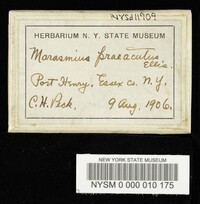 NYSf11909
HERBARIUM N. Y. STATE MUSEUM
Marasmius praeacutus
Ellis.
Port Henry, Essex co. N.Y.
C.H. Peck. 9 Aug. 1906.
NEW YORK STATE MUSEUM
NYSM 0 000 010 175